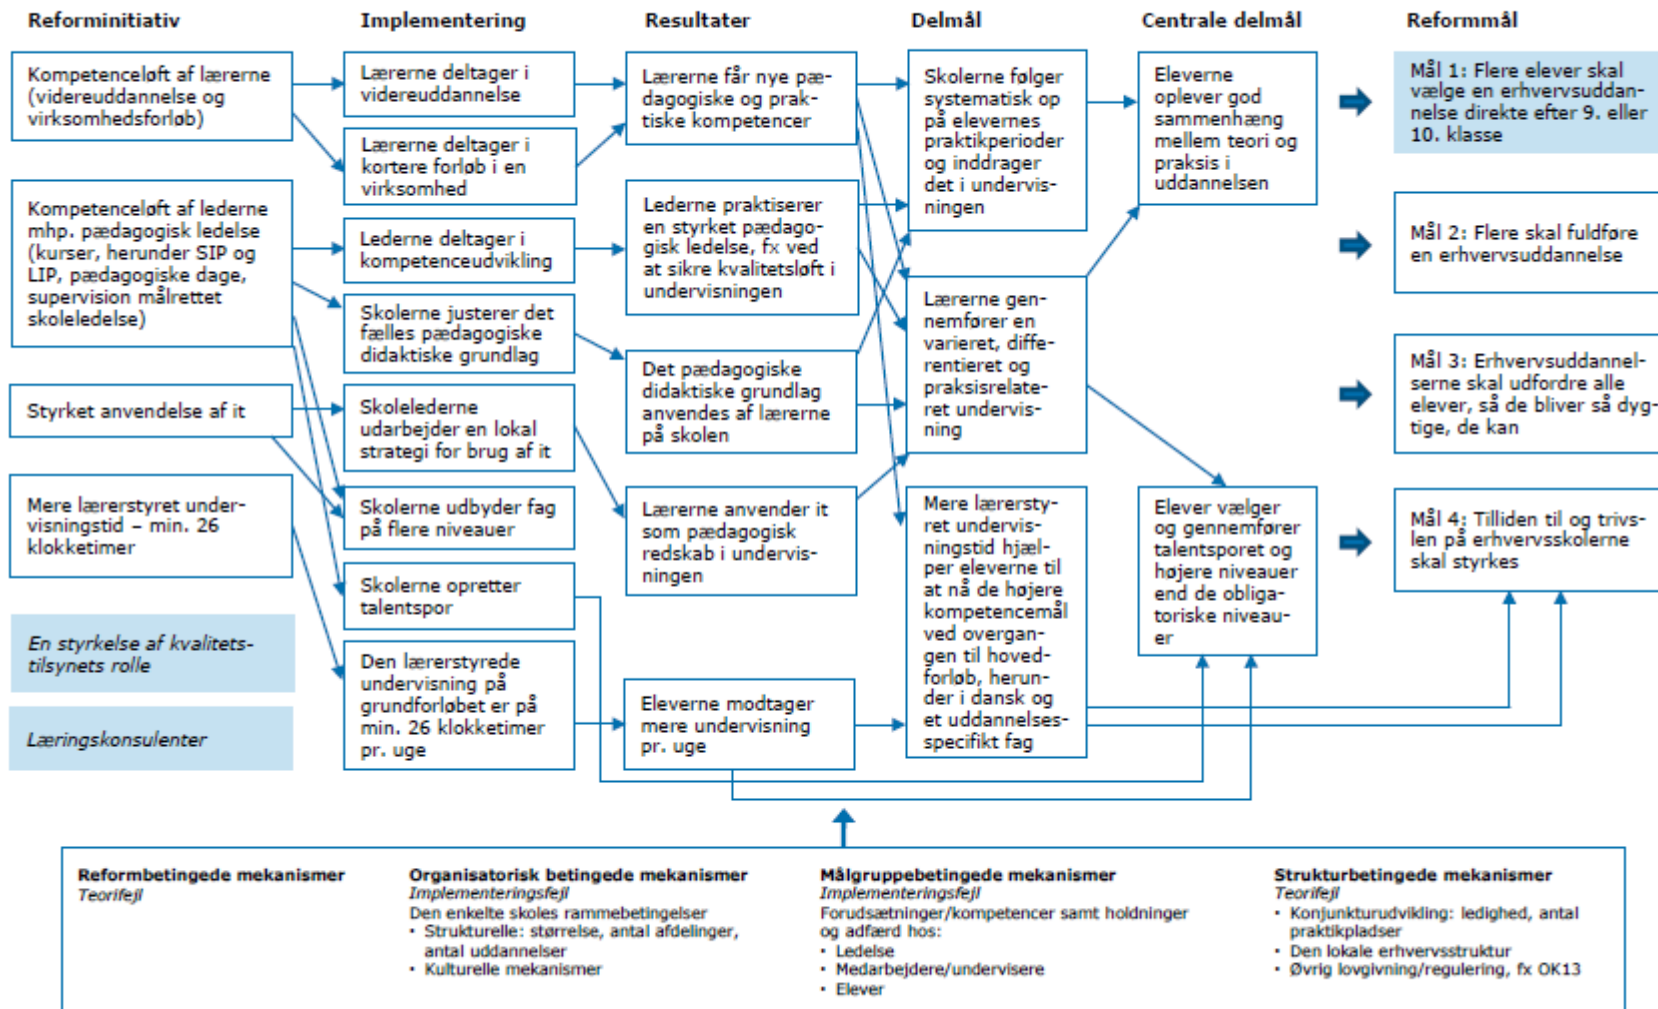 Reforminitiativ
Implementering
Resultater
Delmål
Centrale delmål
Reformmål
Kompetenceløft af lærerne
(videreuddannelse og
virksomhedsforløb)
Kompetenceløft af lederne
mhp. pædagogisk ledelse
(kurser, herunder SIP og
LIP, pædagogiske dage,
supervision målrettet
skoleledelse)
Styrket anvendelse af it
Mere lærerstyret under-
visningstid – min. 26
klokketimer
En styrkelse af kvalitets-
tilsynets rolle
Læringskonsulenter
Lærerne deltager i
videreuddannelse
Lærerne deltager i
kortere forløb i en
virksomhed
Lederne deltager i
kompetenceudvikling
Skolerne justerer det
fælles pædagogiske
didaktiske grundlag
Skolelederne
udarbejder en lokal
strategi for brug af it
Skolerne udbyder fag
på flere niveauer
Skolerne opretter
talentspor
Den lærerstyrede
undervisning på
grundforløbet er på
min. 26 klokketimer
pr. uge
Lærerne får nye pæ-
dagogiske og prak-
tiske kompetencer
Lederne praktiserer
en styrket pædago-
gisk ledelse, fx ved
at sikre kvalitetsløft i
undervisningen
Det pædagogiske
didaktiske grundlag
anvendes af lærerne
på skolen
Lærerne anvender it
som pædagogisk
redskab i undervis-
ningen
Eleverne modtager
mere undervisning
pr. uge
Skolerne følger
systematisk op
på elevernes
praktikperioder
og inddrager
det i undervis-
ningen
Lærerne gen-
nemfører en
varieret, diffe-
rentieret og
praksisrelate-
ret undervis-
ning
Mere lærersty-
ret undervis-
ningstid hjæl-
per eleverne til
at nå de højere
kompetencemål
ved overgan-
gen til hoved-
forløb, herun-
der i dansk og
et uddannelses-
specifikt fag
Eleverne
oplever god
sammenhæng
mellem teori og
praksis i
uddannelsen
Elever vælger
og gennemfører
talentsporet og
højere niveauer
end de obliga-
toriske niveau-
er
Mål 1: Flere elever skal
vælge en erhvervsuddan-
nelse direkte efter 9. eller
10. klasse
Mål 2: Flere skal fuldføre
en erhvervsuddannelse
Mål 3: Erhvervsuddannel-
serne skal udfordre alle
elever, så de bliver så dyg-
tige, de kan
Mål 4: Tilliden til og trivs-
len på erhvervsskolerne
skal styrkes
Reformbetingede mekanismer
Teorifejl
Organisatorisk betingede mekanismer
Implementeringsfejl
Den enkelte skoles rammebetingelser
• Strukturelle: størrelse, antal afdelinger,
antal uddannelser
• Kulturelle mekanismer
Målgruppebetingede mekanismer
Implementeringsfejl
Forudsætninger/kompetencer samt holdninger
og adfærd hos:
• Ledelse
• Medarbejdere/undervisere
• Elever
Strukturbetingede mekanismer
Teorifejl
• Konjunkturudvikling: ledighed, antal
praktikpladser
• Den lokale erhvervsstruktur
• Øvrig lovgivning/regulering, fx OK13